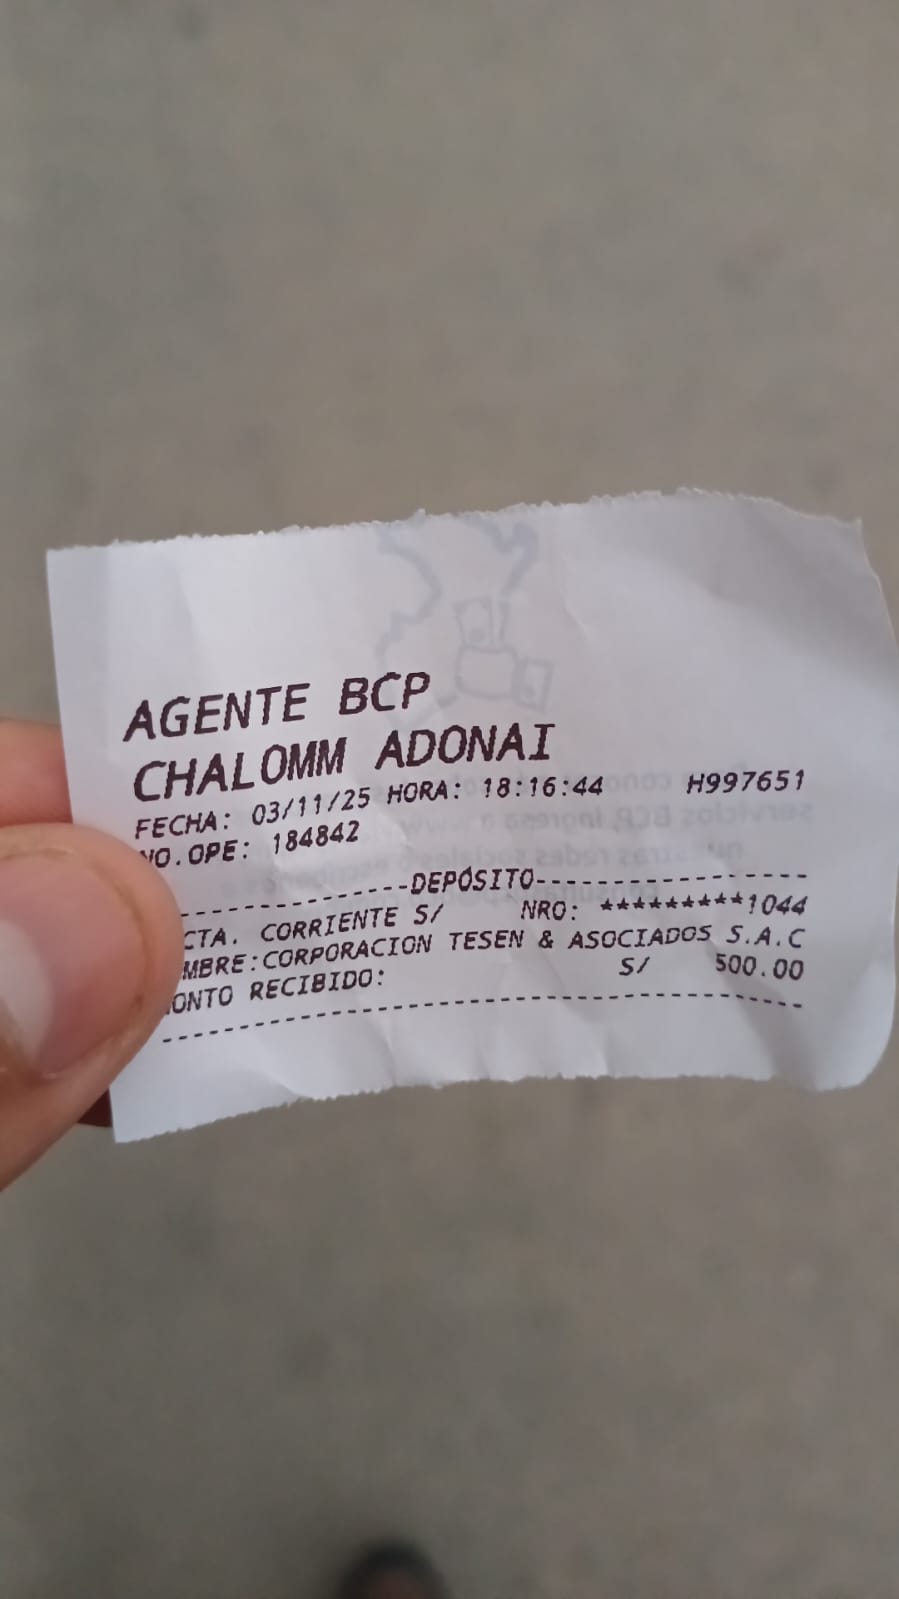 AGENTE BCP
CHALOMM ADONAI
FECHA: 03/11/25 HORA: 18:16:44 H997651
NO.OPE: 184842
---------------DEPÓSITO------------------
CTA. CORRIENTE S/ NRO: *********1044
MBRE:CORPORACION TESEN & ASOCIADOS S.A.C
ONTO RECIBIDO: S/ 500.00